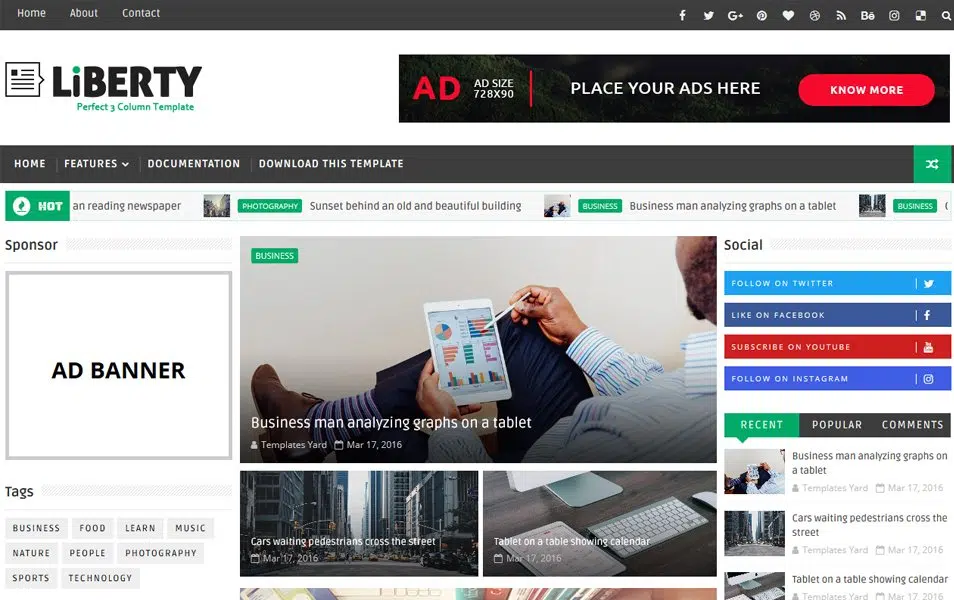 Home About Contact
LiBERTY
Perfect 3 Column Template
AD AD SIZE
728X90
PLACE YOUR ADS HERE
KNOW MORE
HOME FEATURES DOCUMENTATION DOWNLOAD THIS TEMPLATE
HOT an reading newspaper PHOTOGRAPHY Sunset behind an old and beautiful building BUSINESS Business man analyzing graphs on a tablet BUSINESS
Sponsor
AD BANNER
Tags
BUSINESS FOOD LEARN MUSIC
NATURE PEOPLE PHOTOGRAPHY
SPORTS TECHNOLOGY
BUSINESS
Business man analyzing graphs on a tablet
Templates Yard Mar 17, 2016
Cars waiting pedestrians cross the street
Mar 17, 2016
Tablet on a table showing calendar
Mar 17, 2016
Social
FOLLOW ON TWITTER
LIKE ON FACEBOOK
SUBSCRIBE ON YOUTUBE
FOLLOW ON INSTAGRAM
RECENT POPULAR COMMENTS
Business man analyzing graphs on
a tablet
Templates Yard Mar 17, 2016
Cars waiting pedestrians cross the
street
Templates Yard Mar 17, 2016
Tablet on a table showing calendar
Templates Yard Mar 17, 2016